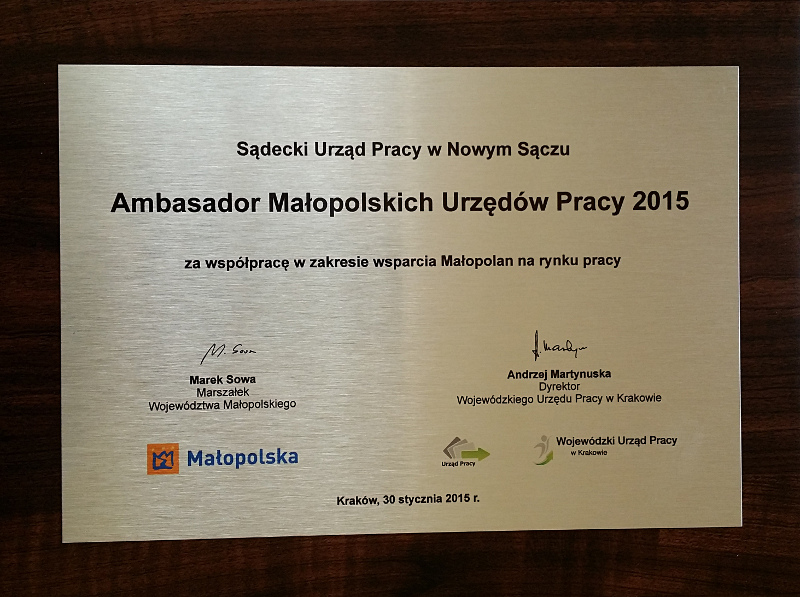 Sądecki Urząd Pracy w Nowym Sączu
Ambasador Małopolskich Urzędów Pracy 2015
za współpracę w zakresie wsparcia Małopolan na rynku pracy
M. Sowa
A. Martynuska
Marek Sowa
Marszałek
Województwa Małopolskiego
Andrzej Martynuska
Dyrektor
Wojewódzkiego Urzędu Pracy w Krakowie
Małopolska
Urząd Pracy
Wojewódzki Urząd Pracy
w Krakowie
Kraków, 30 stycznia 2015 r.